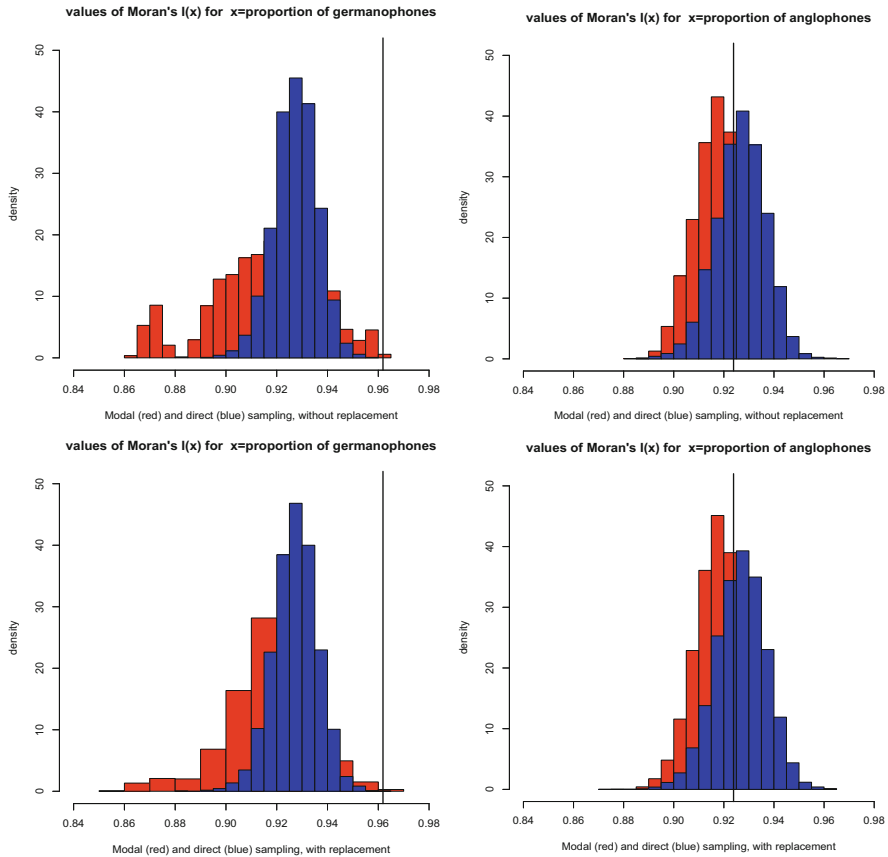 values of Moran's I(x) for x=proportion of germanophones
50
40
30
20
10
0
density
0.84 0.86 0.88 0.90 0.92 0.94 0.96 0.98
Modal (red) and direct (blue) sampling, without replacement
values of Moran's I(x) for x=proportion of anglophones
50
40
30
20
10
0
density
0.84 0.86 0.88 0.90 0.92 0.94 0.96 0.98
Modal (red) and direct (blue) sampling, without replacement
values of Moran's I(x) for x=proportion of germanophones
50
40
30
20
10
0
density
0.84 0.86 0.88 0.90 0.92 0.94 0.96 0.98
Modal (red) and direct (blue) sampling, with replacement
values of Moran's I(x) for x=proportion of anglophones
50
40
30
20
10
0
density
0.84 0.86 0.88 0.90 0.92 0.94 0.96 0.98
Modal (red) and direct (blue) sampling, with replacement